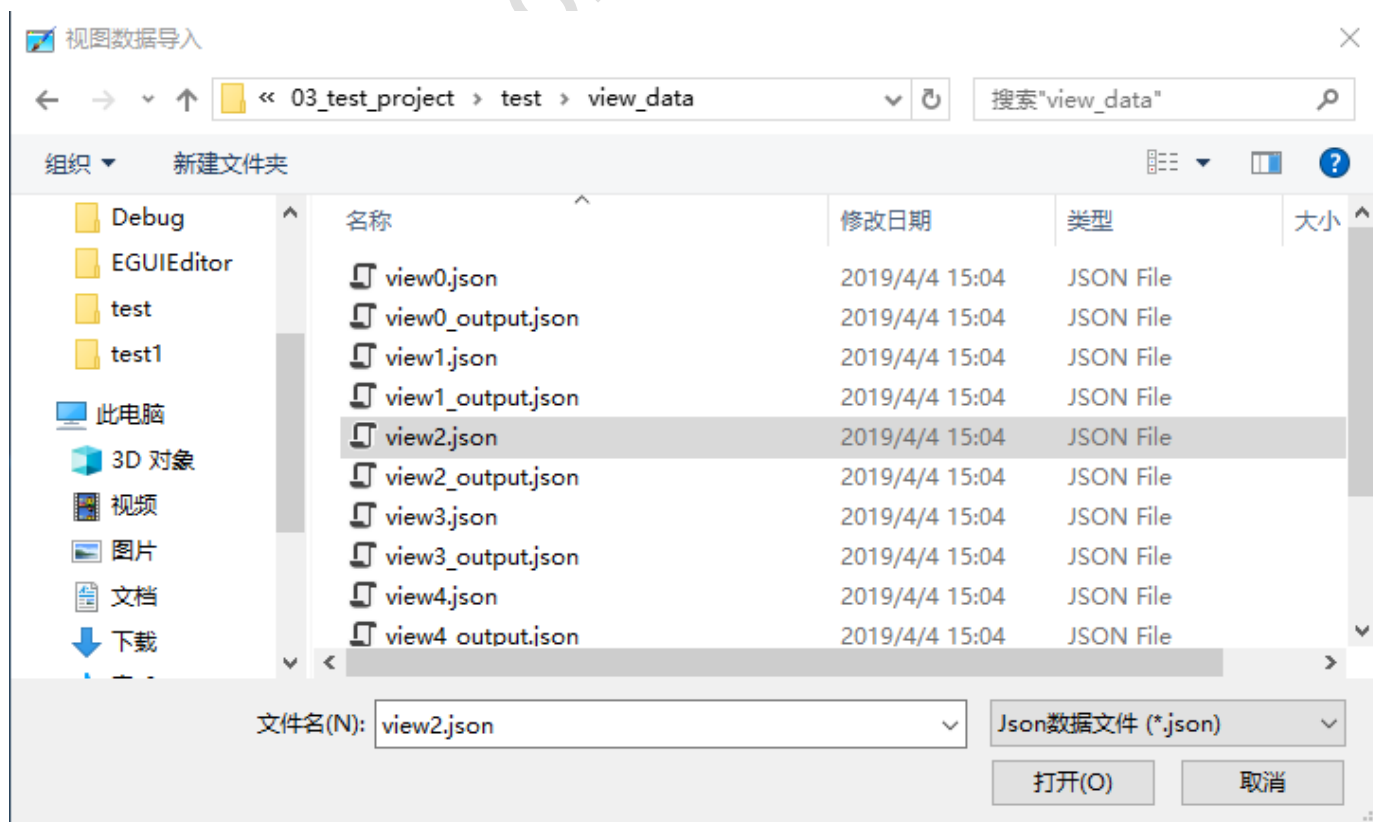 视图数据导入
« 03_test_project › test › view_data
搜索"view_data"
组织
新建文件夹
Debug
EGUIEditor
test
test1
此电脑
3D 对象
视频
图片
文档
下载
名称 修改日期 类型 大小
view0.json 2019/4/4 15:04 JSON File
view0_output.json 2019/4/4 15:04 JSON File
view1.json 2019/4/4 15:04 JSON File
view1_output.json 2019/4/4 15:04 JSON File
view2.json 2019/4/4 15:04 JSON File
view2_output.json 2019/4/4 15:04 JSON File
view3.json 2019/4/4 15:04 JSON File
view3_output.json 2019/4/4 15:04 JSON File
view4.json 2019/4/4 15:04 JSON File
view4_output.json 2019/4/4 15:04 JSON File
文件名(N): view2.json
Json数据文件 (*.json)
打开(O) 取消